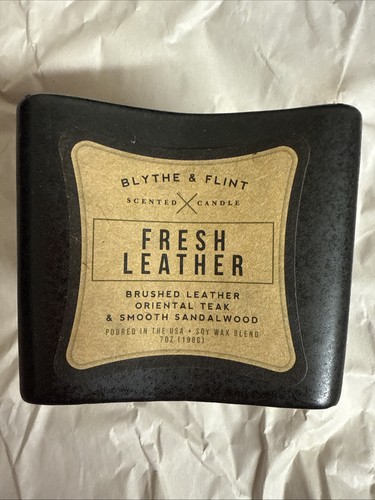 BLYTHE & FLINT
SCENTED CANDLE
FRESH
LEATHER
BRUSHED LEATHER
ORIENTAL TEAK
& SMOOTH SANDALWOOD
POURED IN THE USA • SOY WAX BLEND
7OZ (198G)